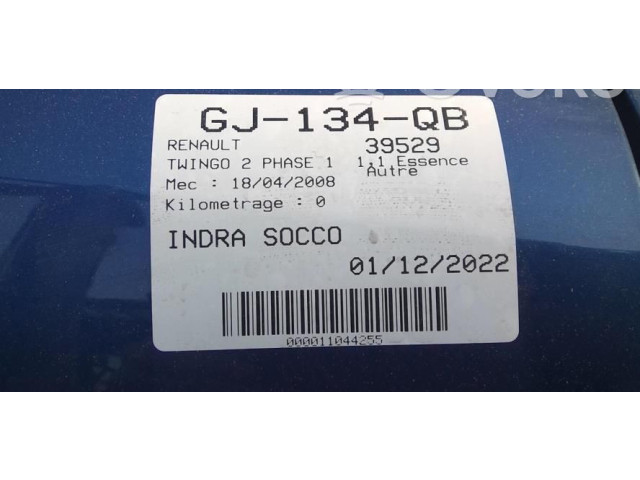 GJ-134-QB
RENAULT 39529
TWINGO 2 PHASE 1 1.1 Essence
Autre
Mec : 18/04/2008
Kilometrage : 0
INDRA SOCCO
01/12/2022
000011044255